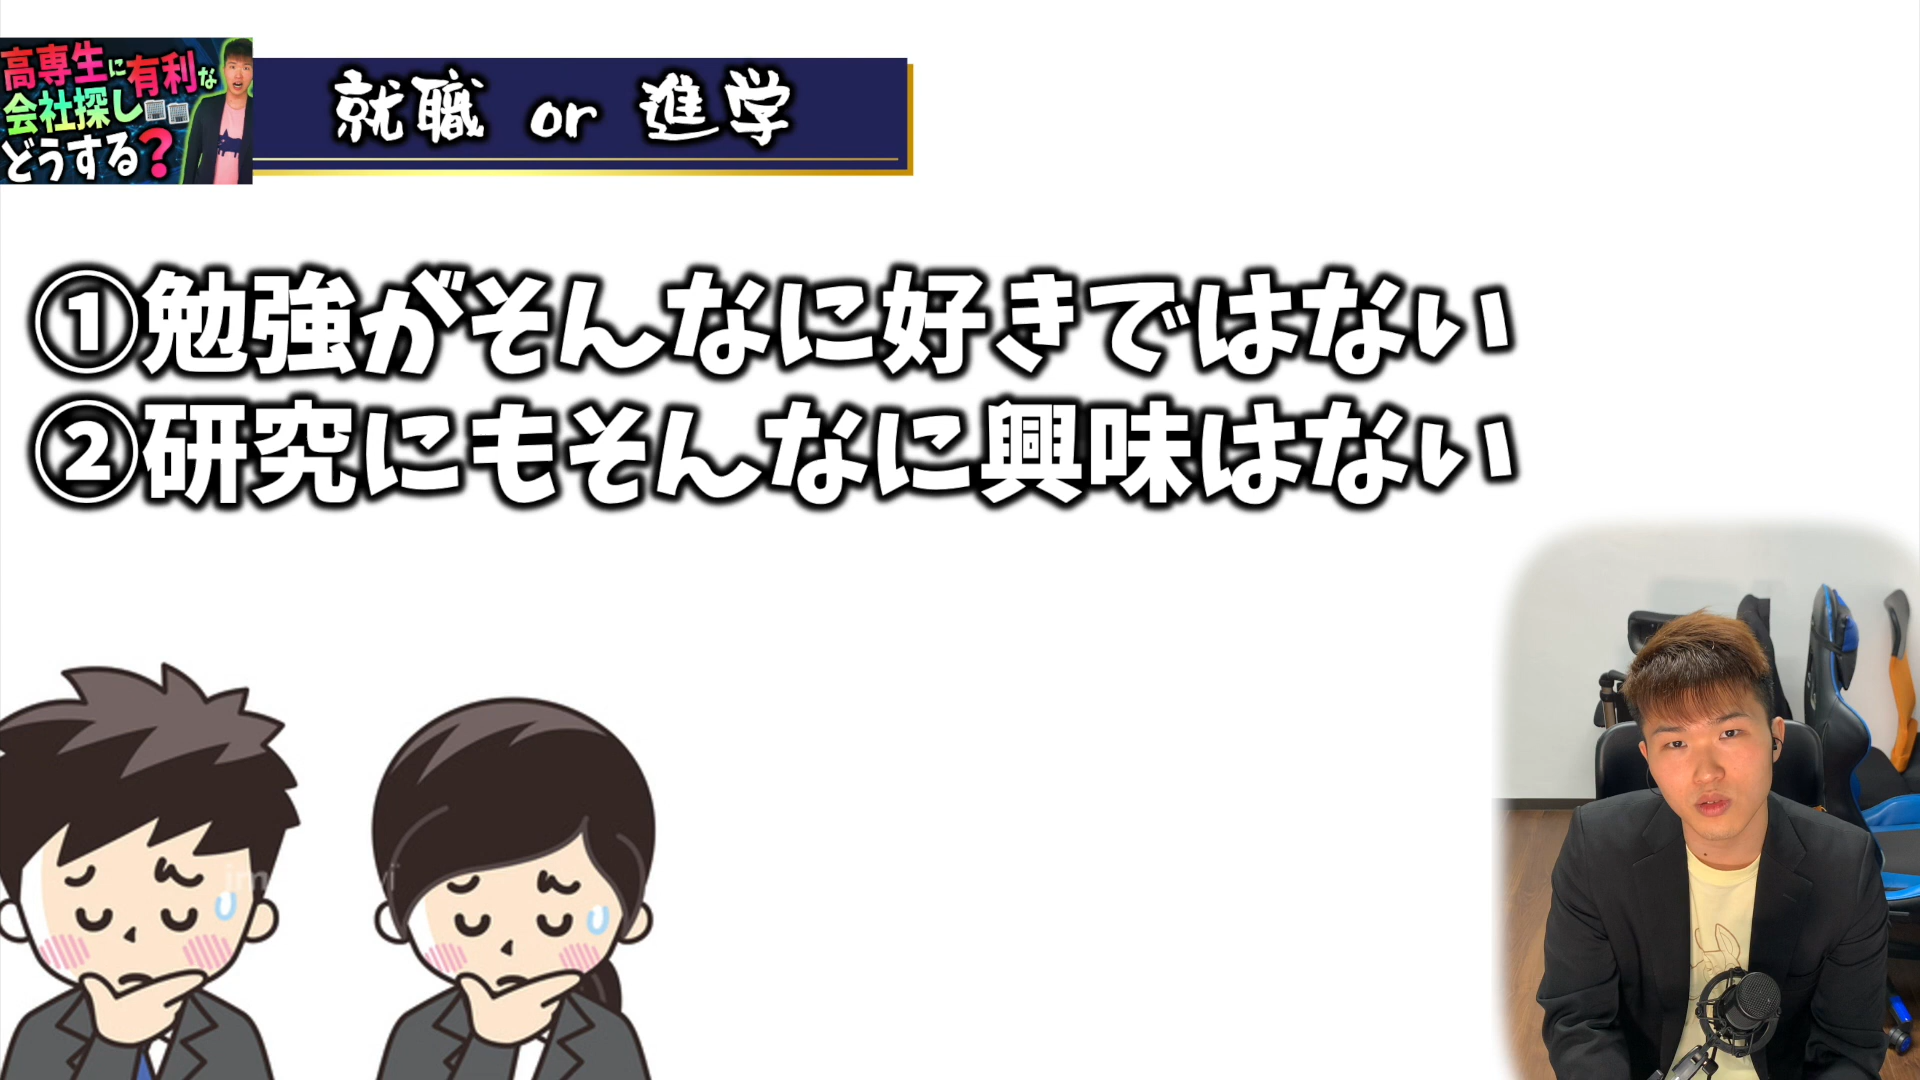 高専生に有利な
会社探し
どうする?
就職 or 進学
①勉強がそんなに好きではない
②研究にもそんなに興味はない